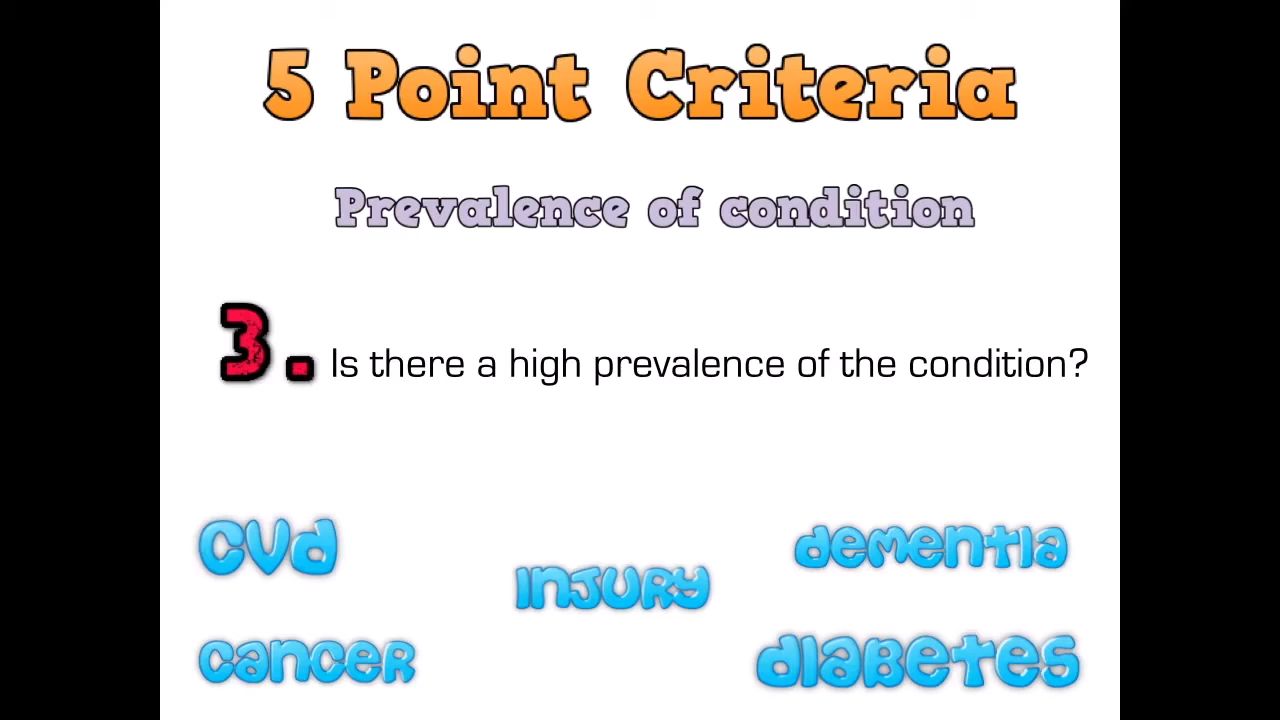 5 Point Criteria
Prevalence of condition
3. Is there a high prevalence of the condition?
CVd
dementia
injury
cancer
diabetes